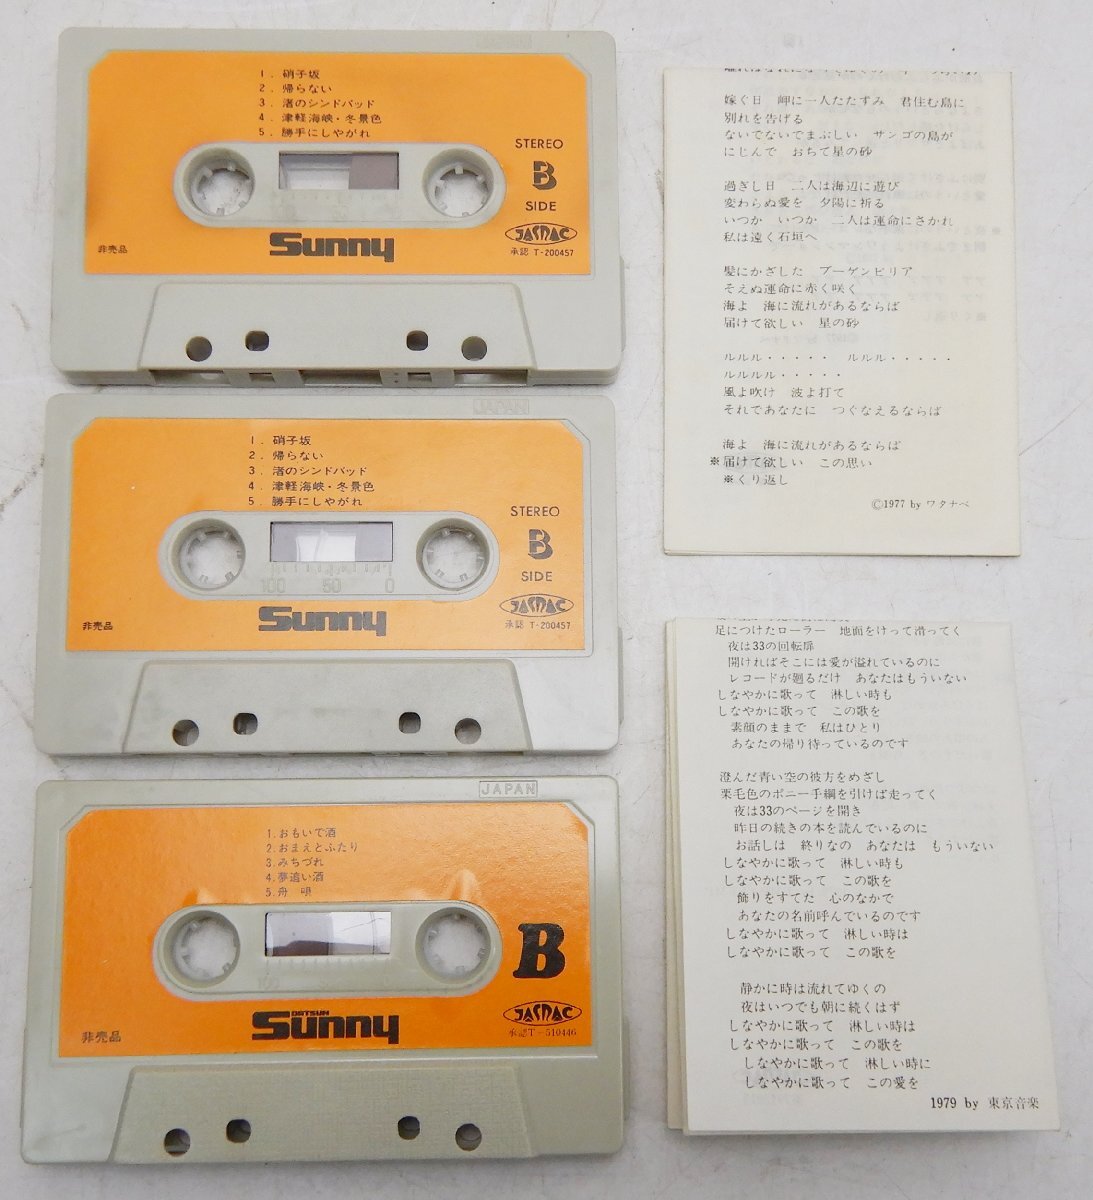 1. 硝子坂
2. 帰らない
3. 渚のシンドバッド
4. 津軽海峡・冬景色
5. 勝手にしやがれ
STEREO
B
SIDE
Sunny
JASRAC
非売品
承認 T-200457
JAPAN
1. 硝子坂
2. 帰らない
3. 渚のシンドバッド
4. 津軽海峡・冬景色
5. 勝手にしやがれ
STEREO
B
SIDE
100 50 0
Sunny
JASRAC
非売品
承認 T-200457
JAPAN
1.おもいで酒
2.おまえとふたり
3.みちづれ
4.夢追い酒
5.舟 唄
B
DATSUN
Sunny
JASRAC
非売品
承認T-510446
嫁ぐ日 岬に一人たたずみ 君住む島に
別れを告げる
ないでないでまぶしい サンゴの島が
にじんで おちて星の砂
過ぎし日 二人は海辺に遊び
変わらぬ愛を 夕陽に祈る
いつか いつか 二人は運命にさかれ
私は遠く石垣へ
髪にかざした ブーゲンビリア
そえぬ運命に赤く咲く
海よ 海に流れがあるならば
届けて欲しい 星の砂
ルルル・・・・・ ルルル・・・・・
ルルルル・・・・・
風よ吹け 波よ打て
それであなたに つぐなえるならば
海よ 海に流れがあるならば
※届けて欲しい この思い
※くり返し
©1977 by ワタナベ
足につけたローラー 地面をけって滑ってく
夜は33の回転扉
開ければそこには愛が溢れているのに
レコードが廻るだけ あなたはもういない
しなやかに歌って 淋しい時も
しなやかに歌って この歌を
素顔のままで 私はひとり
あなたの帰り待っているのです
澄んだ青い空の彼方をめざし
栗毛色のポニー手綱を引けば走ってく
夜は33のページを開き
昨日の続きの本を読んでいるのに
お話しは 終りなの あなたは もういない
しなやかに歌って 淋しい時も
しなやかに歌って この歌を
飾りをすてた 心のなかで
あなたの名前呼んでいるのです
しなやかに歌って 淋しい時は
しなやかに歌って この歌を
静かに時は流れてゆくの
夜はいつでも朝に続くはず
しなやかに歌って 淋しい時は
しなやかに歌って この歌を
しなやかに歌って 淋しい時に
しなやかに歌って この愛を
1979 by 東京音楽